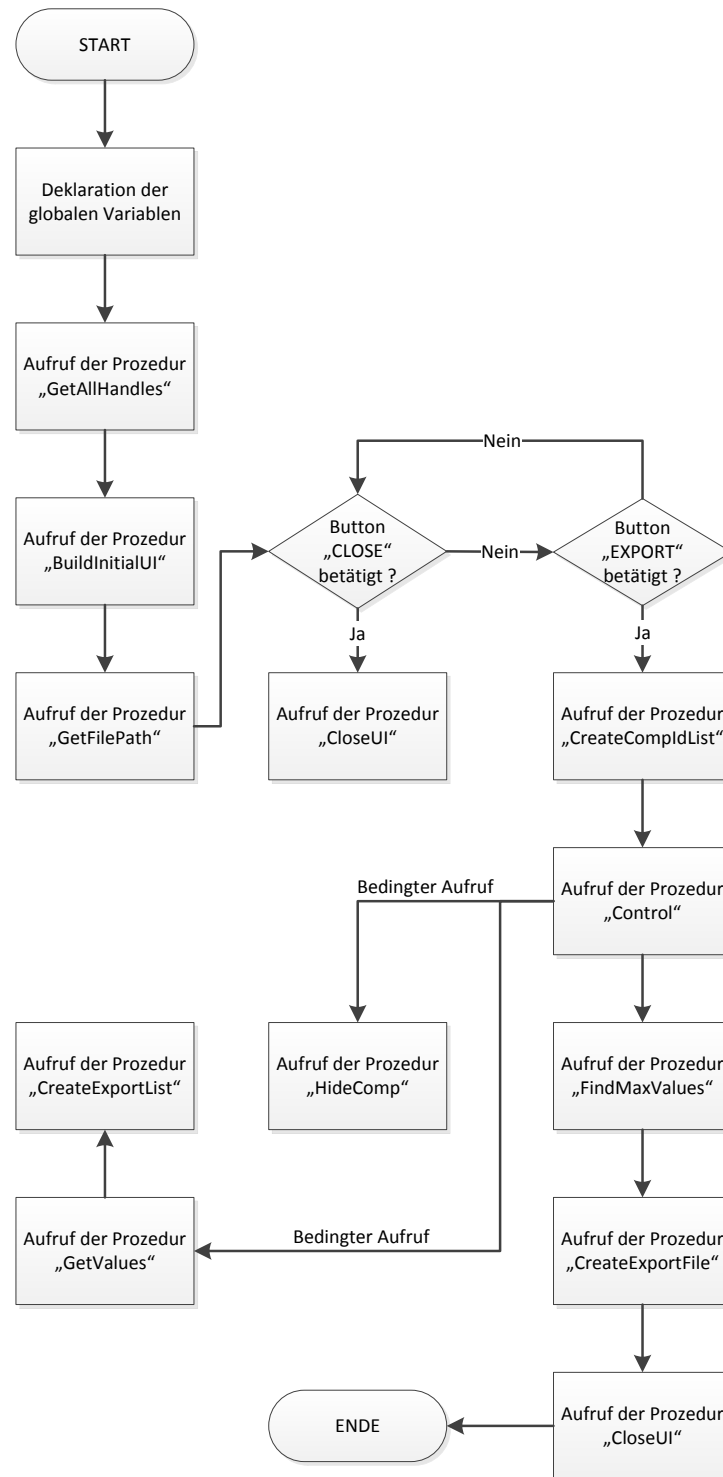 START
Deklaration der
globalen Variablen
Aufruf der Prozedur
„GetAllHandles“
Aufruf der Prozedur
„BuildInitialUI“
Aufruf der Prozedur
„GetFilePath“
Nein
Button
„CLOSE“
betätigt ?
Nein
Button
„EXPORT“
betätigt ?
Ja
Ja
Aufruf der Prozedur
„CloseUI“
Aufruf der Prozedur
„CreateCompIdList“
Bedingter Aufruf
Aufruf der Prozedur
„Control“
Aufruf der Prozedur
„CreateExportList“
Aufruf der Prozedur
„HideComp“
Aufruf der Prozedur
„FindMaxValues“
Aufruf der Prozedur
„GetValues“
Bedingter Aufruf
Aufruf der Prozedur
„CreateExportFile“
ENDE
Aufruf der Prozedur
„CloseUI“